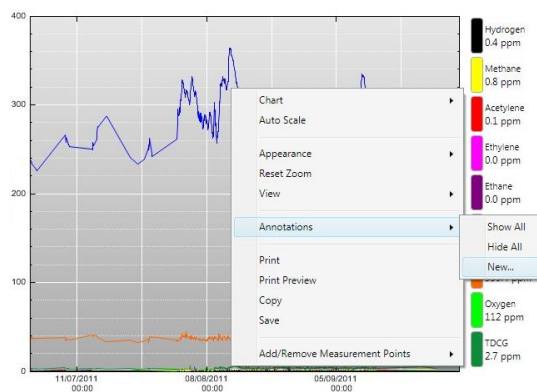 400
300
200
100
0
11/07/2011
00:00
08/08/2011
00:00
05/09/2011
00:00
Chart
Auto Scale
Appearance
Reset Zoom
View
Annotations
Print
Print Preview
Copy
Save
Add/Remove Measurement Points
Show All
Hide All
New...
Hydrogen
0.4 ppm
Methane
0.8 ppm
Acetylene
0.1 ppm
Ethylene
0.0 ppm
Ethane
0.0 ppm
Oxygen
112 ppm
TDCG
2.7 ppm